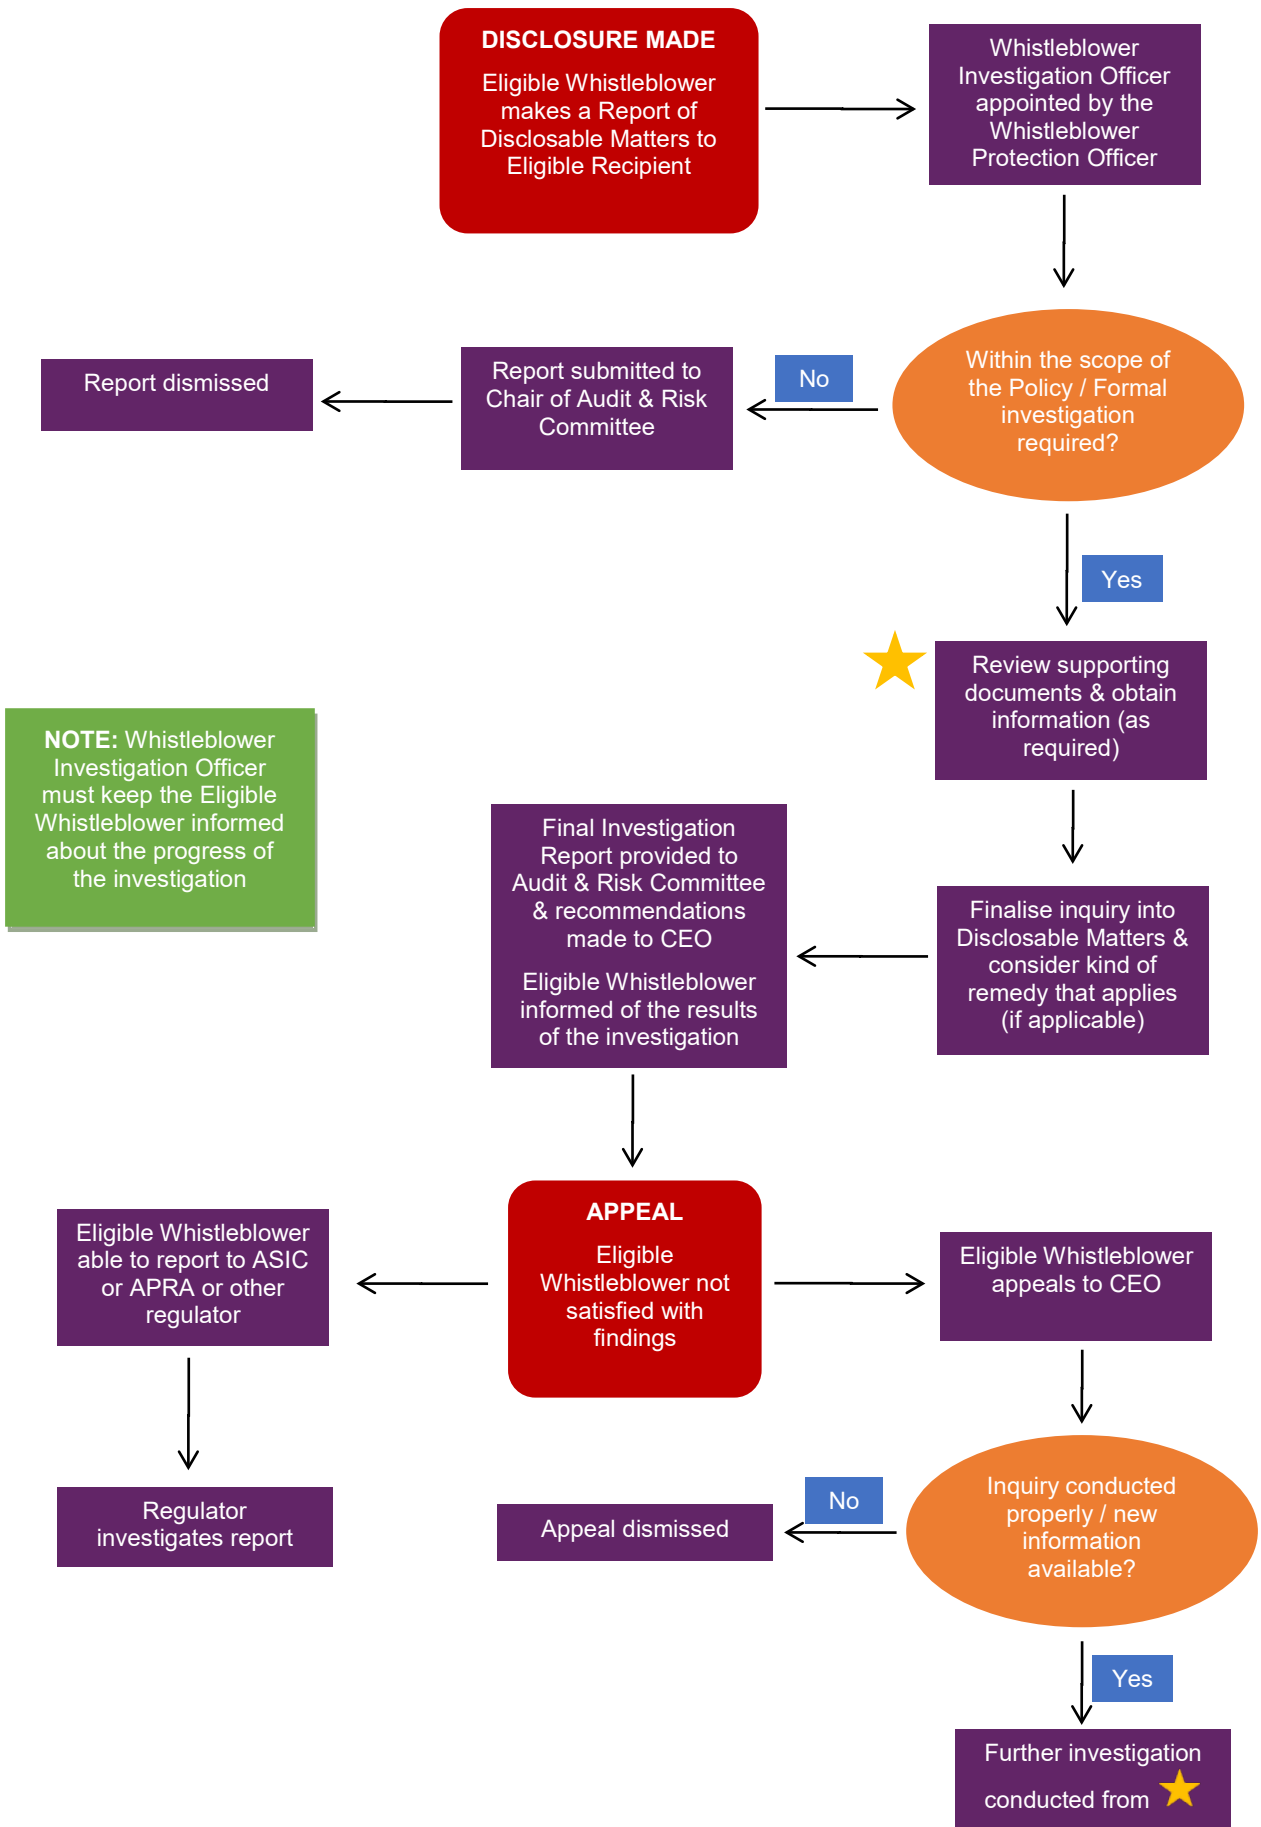 DISCLOSURE MADE
Eligible Whistleblower
makes a Report of
Disclosable Matters to
Eligible Recipient
Whistleblower
Investigation Officer
appointed by the
Whistleblower
Protection Officer
Within the scope of
the Policy / Formal
investigation
required?
No
Report submitted to
Chair of Audit & Risk
Committee
Report dismissed
Yes
Review supporting
documents & obtain
information (as
required)
NOTE: Whistleblower
Investigation Officer
must keep the Eligible
Whistleblower informed
about the progress of
the investigation
Finalise inquiry into
Disclosable Matters &
consider kind of
remedy that applies
(if applicable)
Final Investigation
Report provided to
Audit & Risk Committee
& recommendations
made to CEO
Eligible Whistleblower
informed of the results
of the investigation
APPEAL
Eligible
Whistleblower not
satisfied with
findings
Eligible Whistleblower
able to report to ASIC
or APRA or other
regulator
Regulator
investigates report
Eligible Whistleblower
appeals to CEO
Inquiry conducted
properly / new
information
available?
No
Appeal dismissed
Yes
Further investigation
conducted from